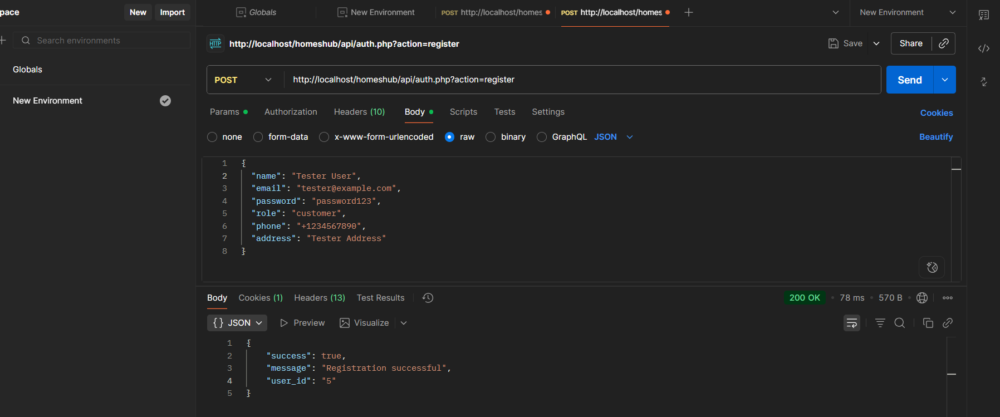 pace New Import Globals New Environment POST http://localhost/homes POST http://localhost/homes New Environment
Search environments
Globals
New Environment
HTTP http://localhost/homeshub/api/auth.php?action=register Save Share
POST http://localhost/homeshub/api/auth.php?action=register Send
Params Authorization Headers (10) Body Scripts Tests Settings Cookies
none form-data x-www-form-urlencoded raw binary GraphQL JSON Beautify
1 {
2 "name": "Tester User",
3 "email": "tester@example.com",
4 "password": "password123",
5 "role": "customer",
6 "phone": "+1234567890",
7 "address": "Tester Address"
8 }
Body Cookies (1) Headers (13) Test Results 200 OK • 78 ms • 570 B •
{} JSON Preview Visualize
1 {
2 "success": true,
3 "message": "Registration successful",
4 "user_id": "5"
5 }